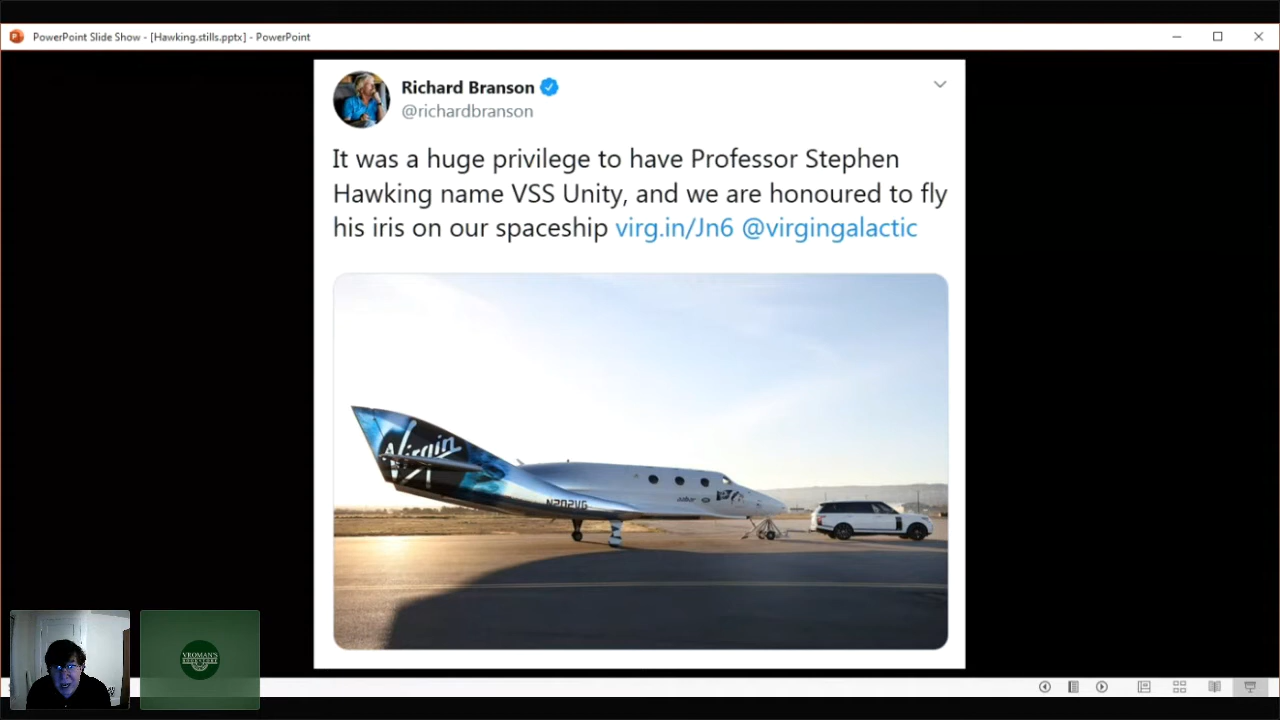 PowerPoint Slide Show - [Hawking.stills.pptx] - PowerPoint
Richard Branson
@richardbranson
It was a huge privilege to have Professor Stephen
Hawking name VSS Unity, and we are honoured to fly
his iris on our spaceship virg.in/Jn6 @virgingalactic
Virgin
N202VG
VROMAN'S
BOOKSTORE